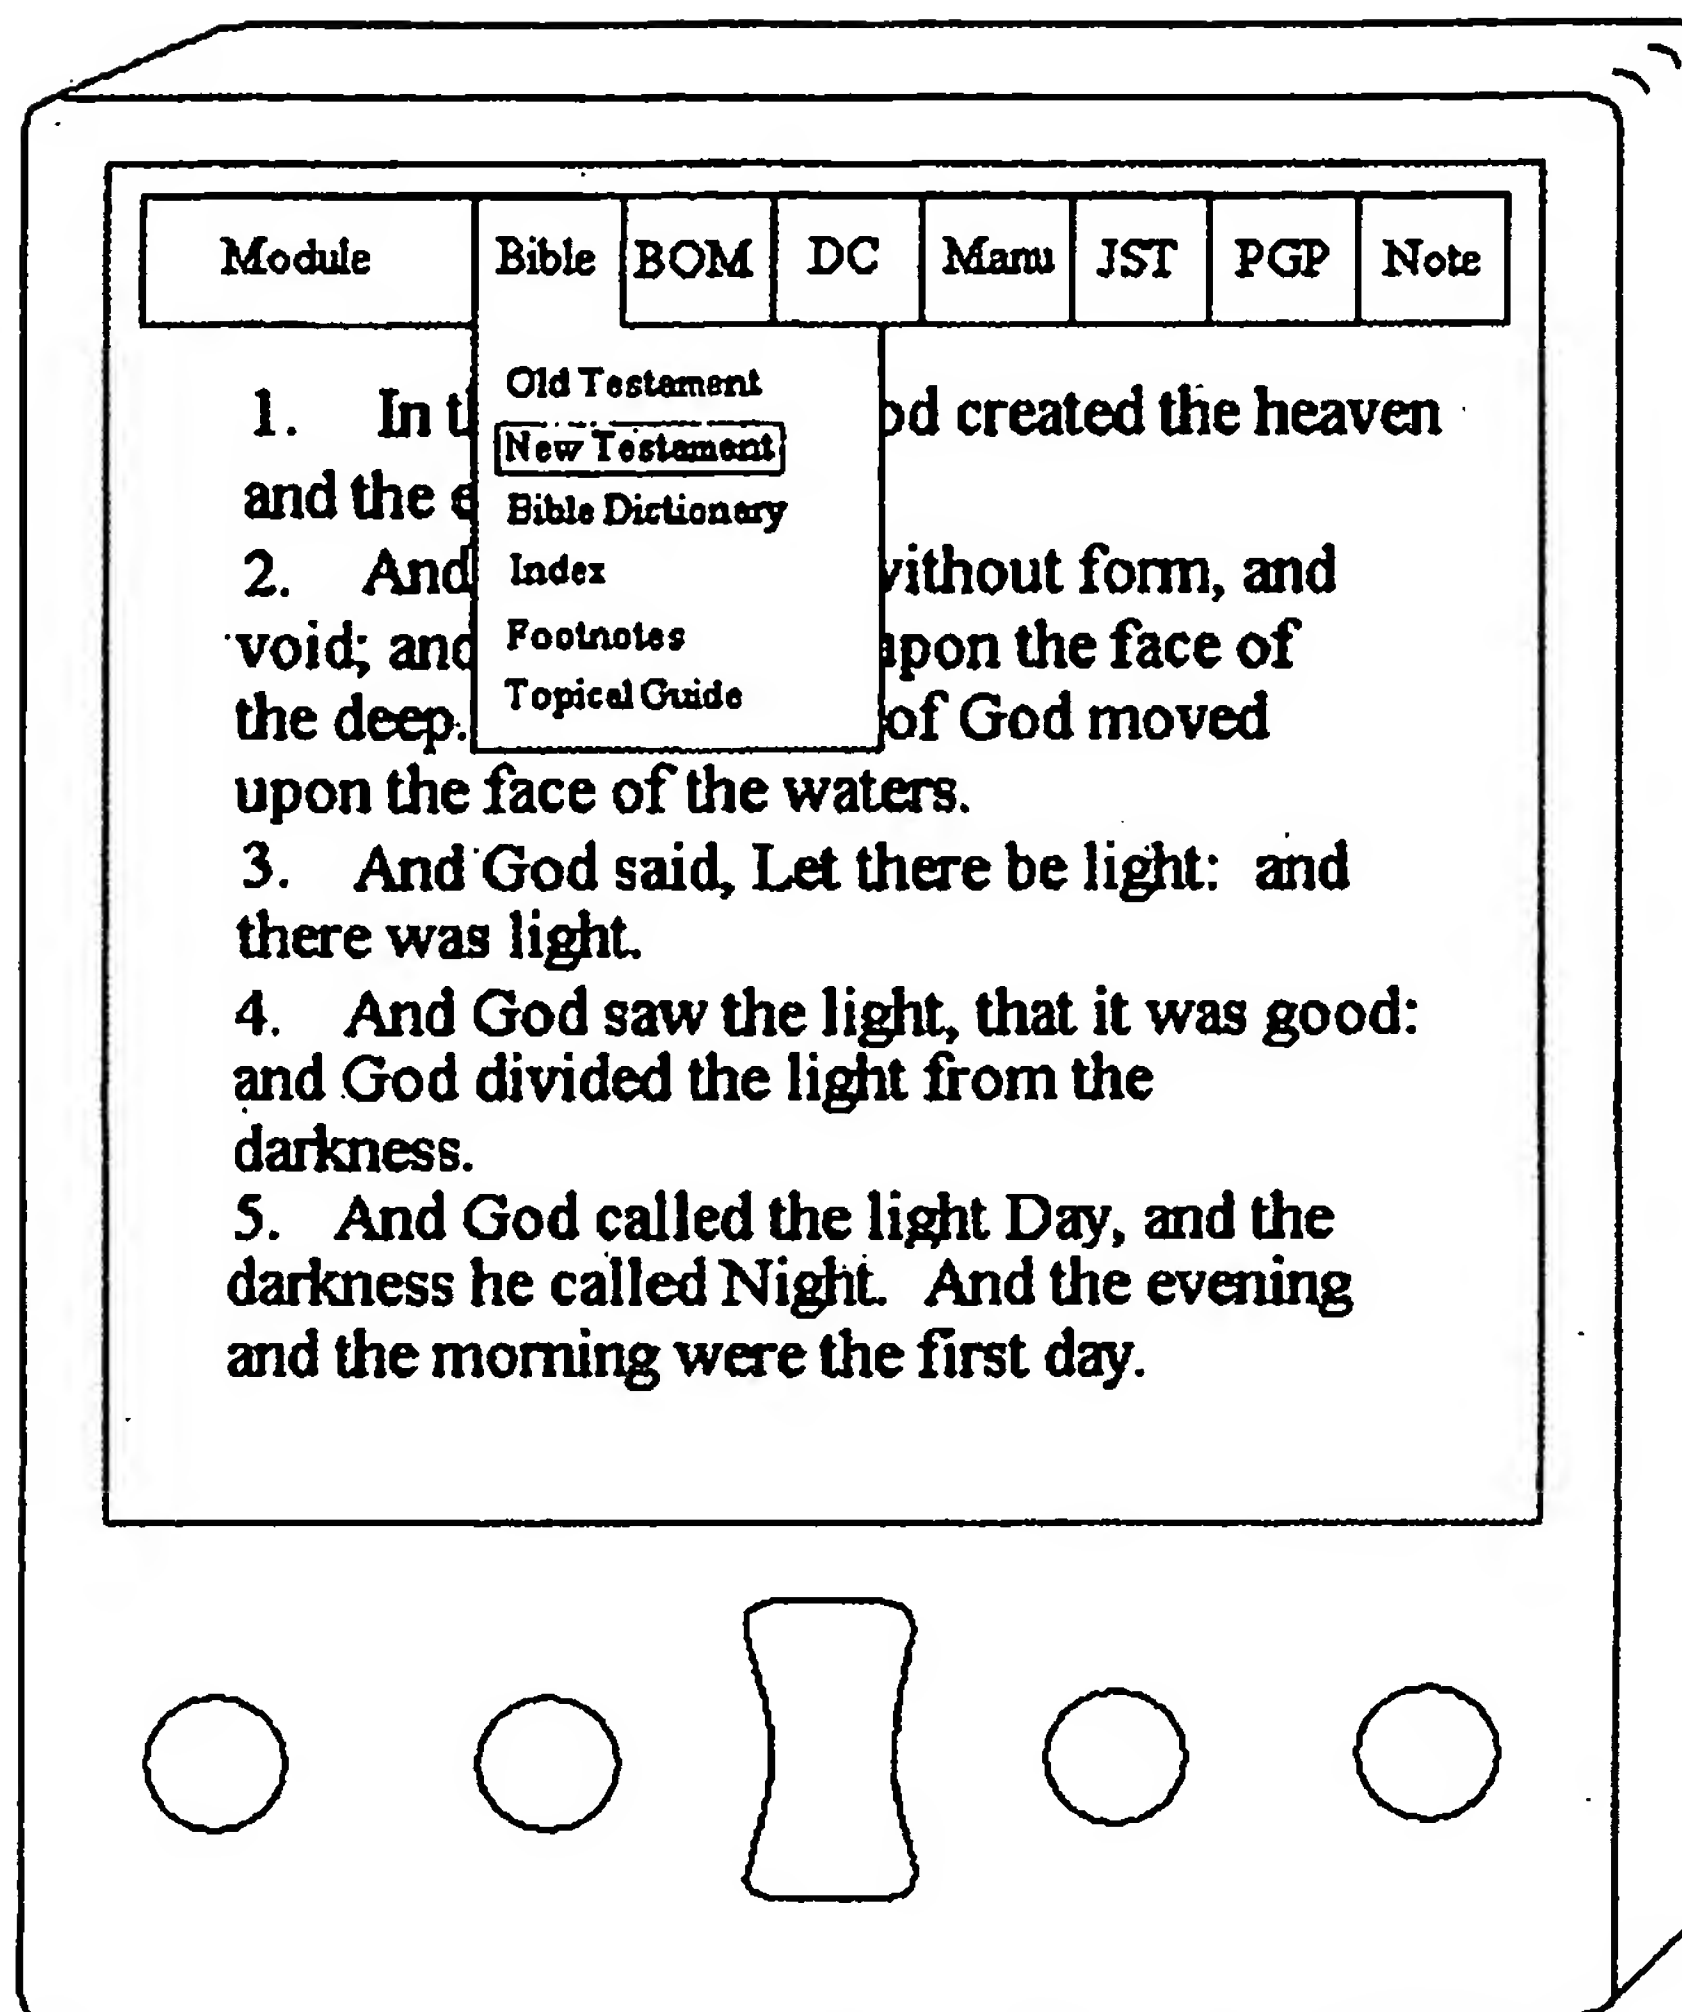 Module Bible BOM DC Manu JST PGP Note
Old Testament
New Testament
Bible Dictionary
Index
Footnotes
Topical Guide
1. In created the heaven
and the
2. And form, and
void; the face of
the deep. of God moved
upon the face of the waters.
3. And God said, Let there be light: and
there was light.
4. And God saw the light, that it was good:
and God divided the light from the
darkness.
5. And God called the light Day, and the
darkness he called Night. And the evening
and the morning were the first day.